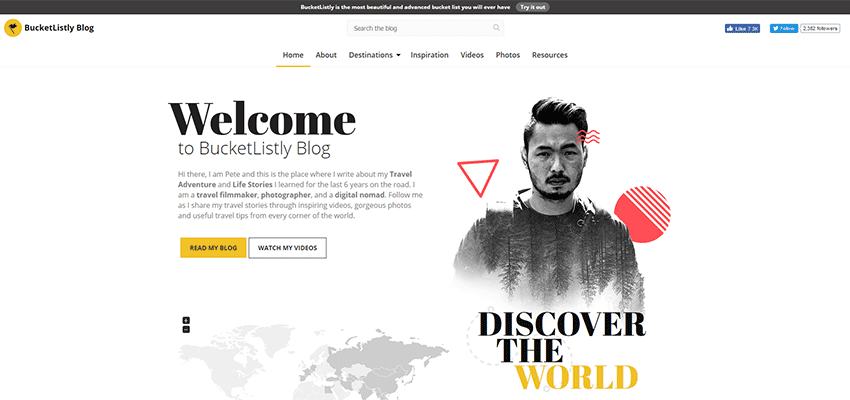 BucketListly is the most beautiful and advanced bucket list you will ever have Try it out
BucketListly Blog
Search the blog
Like 7.3K
Follow
2,382 followers
Home About Destinations Inspiration Videos Photos Resources
Welcome
to BucketListly Blog
Hi there, I am Pete and this is the place where I write about my Travel
Adventure and Life Stories I learned for the last 6 years on the road. I
am a travel filmmaker, photographer, and a digital nomad. Follow me
as I share my travel stories through inspiring videos, gorgeous photos
and useful travel tips from every corner of the world.
READ MY BLOG WATCH MY VIDEOS
+
-
DISCOVER
THE
WORLD